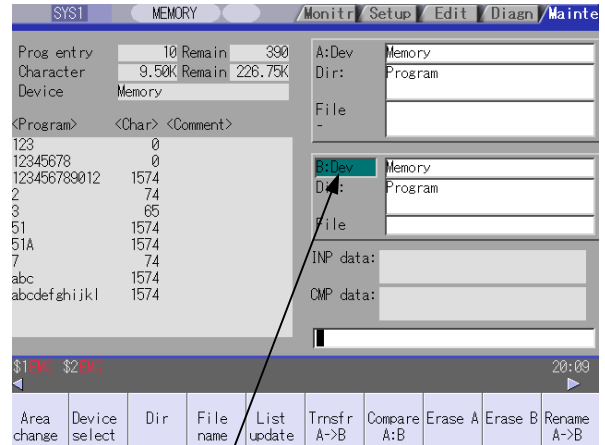 SYS1 MEMORY Monitr Setup Edit Diagn Mainte
Prog entry 10 Remain 390
Character 9.50K Remain 226.75K
Device Memory
<Program> <Char> <Comment>
123 0
12345678 0
123456789012 1574
2 74
3 65
51 1574
51A 1574
7 74
abc 1574
abcdefghijkl 1574
A:Dev Memory
Dir: Program
File
-
B:Dev Memory
Dir: Program
File
INP data:
CMP data:
$1 $2 20:09
Area change
Device select
Dir
File name
List update
Trnsfr A->B
Compare A:B
Erase A
Erase B
Rename A->B